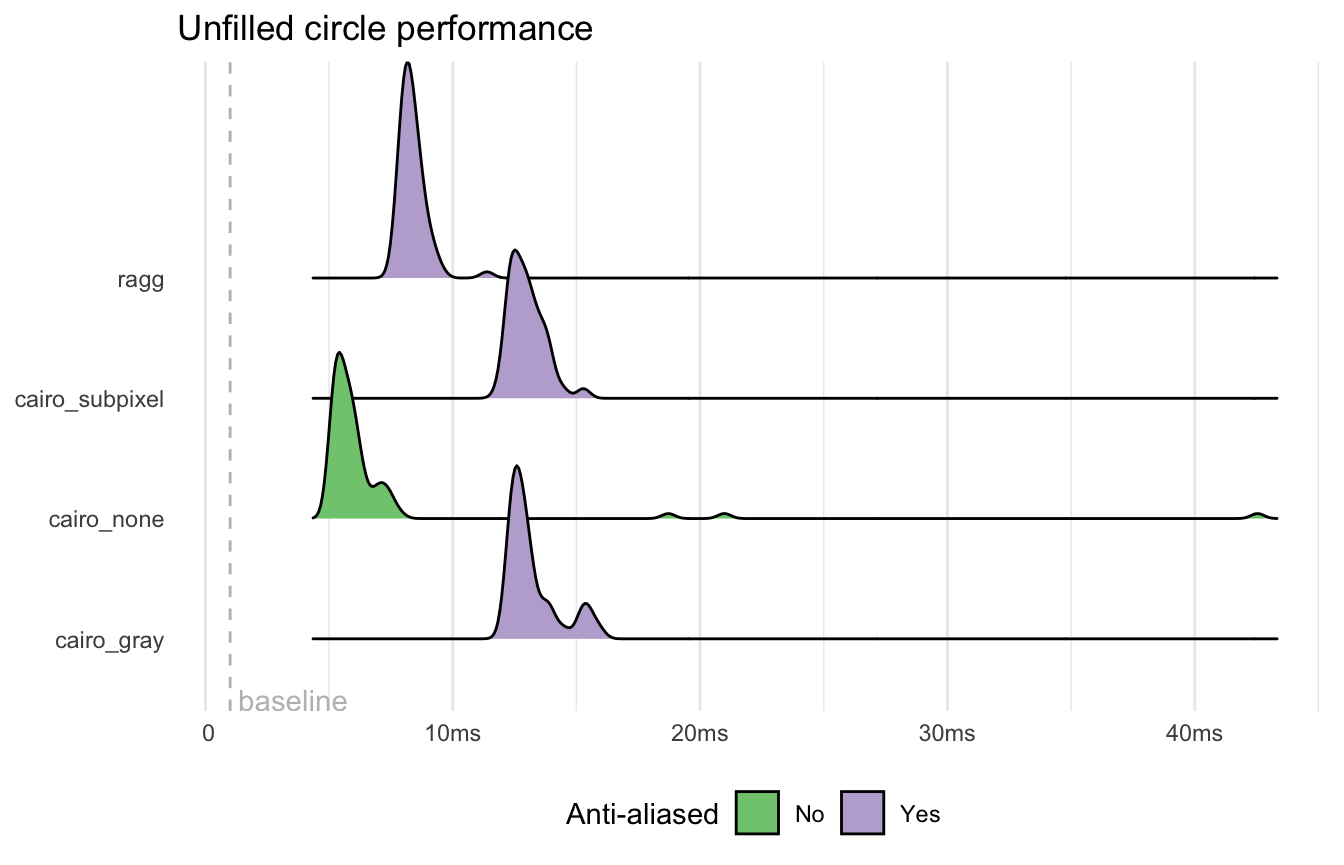 Unfilled circle performance
ragg
cairo_subpixel
cairo_none
cairo_gray
baseline
0 10ms 20ms 30ms 40ms
Anti-aliased No Yes